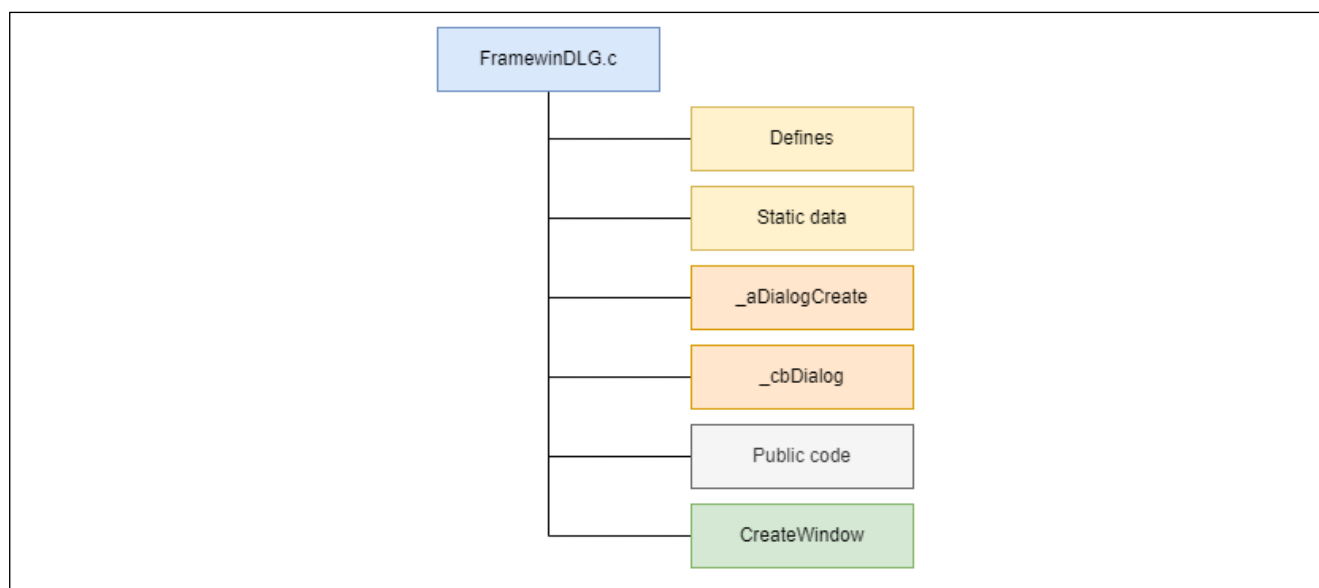 FramewinDLG.c
Defines
Static data
_aDialogCreate
_cbDialog
Public code
CreateWindow